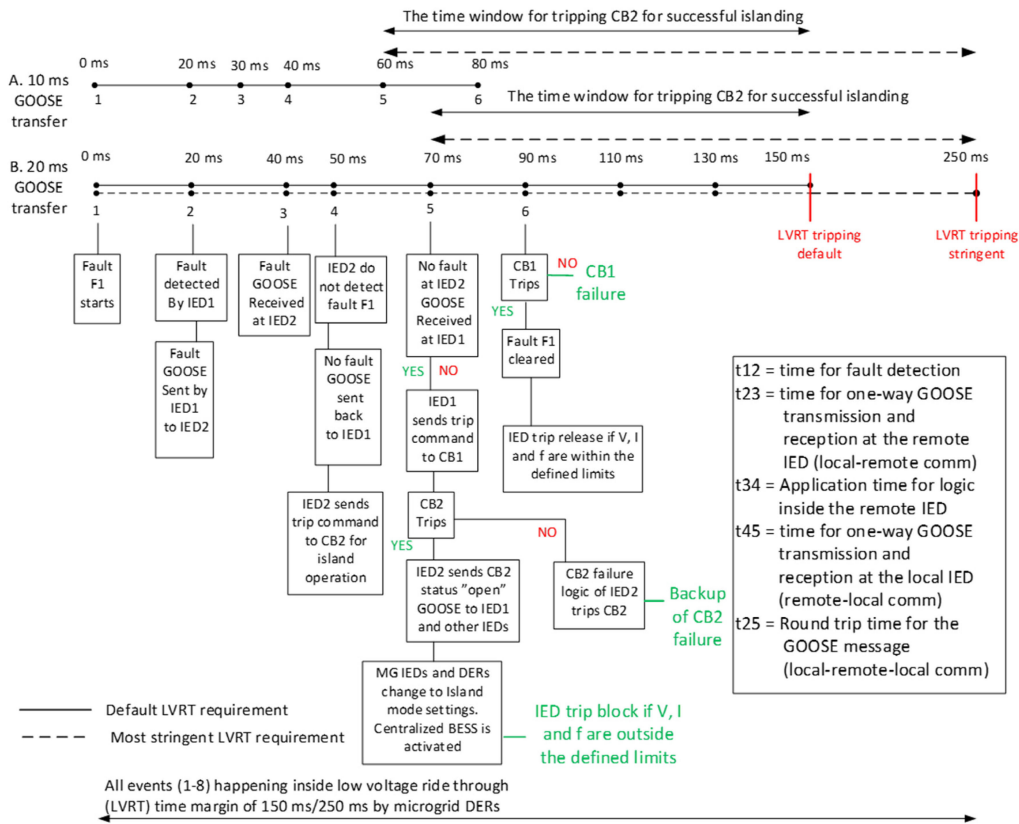 The time window for tripping CB2 for successful islanding
0 ms
20 ms
30 ms
40 ms
60 ms
80 ms
A. 10 ms
GOOSE
transfer
1
2
3
4
5
6
The time window for tripping CB2 for successful islanding
0 ms
20 ms
40 ms
50 ms
70 ms
90 ms
110 ms
130 ms
150 ms
250 ms
B. 20 ms
GOOSE
transfer
1
2
3
4
5
6
LVRT tripping
default
LVRT tripping
stringent
Fault
F1
starts
Fault
detected
By IED1
Fault
GOOSE
Sent by
IED1
to IED2
Fault
GOOSE
Received
at IED2
IED2 do
not detect
fault F1
No fault
GOOSE
sent
back
to IED1
IED2 sends
trip command
to CB2 for
island
operation
No fault
at IED2
GOOSE
Received
at IED1
YES
NO
IED1
sends trip
command
to CB1
CB2
Trips
YES
NO
IED2 sends CB2
status ”open”
GOOSE to IED1
and other IEDs
MG IEDs and DERs
change to Island
mode settings.
Centralized BESS is
activated
IED trip block if V, I
and f are outside
the defined limits
CB2 failure
logic of IED2
trips CB2
Backup
of CB2
failure
CB1
Trips
NO
CB1
failure
YES
Fault F1
cleared
IED trip release if V, I
and f are within the
defined limits
t12 = time for fault detection
t23 = time for one-way GOOSE
transmission and
reception at the remote
IED (local-remote comm)
t34 = Application time for logic
inside the remote IED
t45 = time for one-way GOOSE
transmission and
reception at the local IED
(remote-local comm)
t25 = Round trip time for the
GOOSE message
(local-remote-local comm)
Default LVRT requirement
Most stringent LVRT requirement
All events (1-8) happening inside low voltage ride through
(LVRT) time margin of 150 ms/250 ms by microgrid DERs